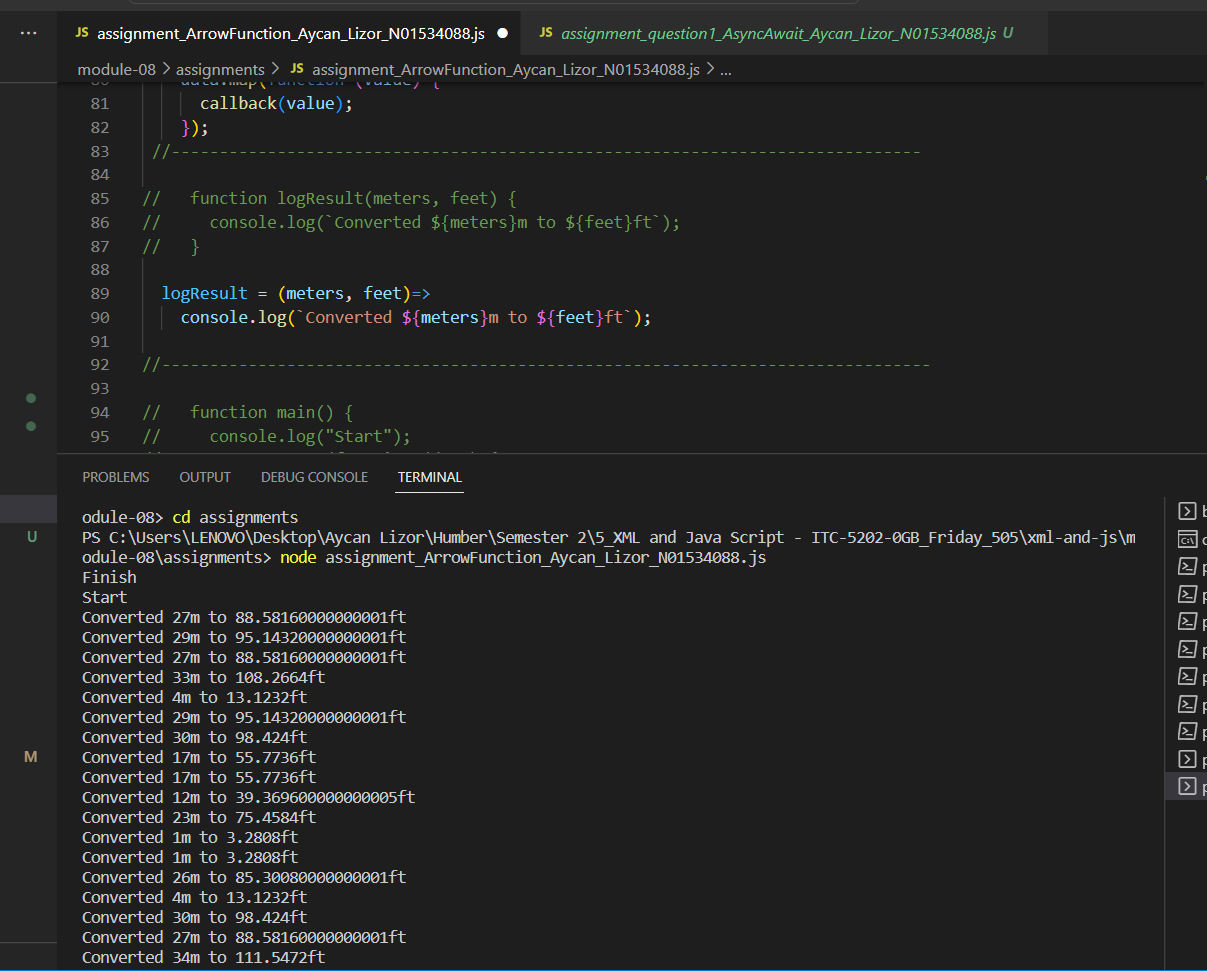 JS assignment_ArrowFunction_Aycan_Lizor_N01534088.js ●
JS assignment_question1_AsyncAwait_Aycan_Lizor_N01534088.js U
module-08 > assignments > JS assignment_ArrowFunction_Aycan_Lizor_N01534088.js > ...
81 callback(value);
82 });
83 //------------------------------------------------------------------------------
84
85 //   function logResult(meters, feet) {
86 //     console.log(`Converted ${meters}m to ${feet}ft`);
87 //   }
88
89 logResult = (meters, feet)=>
90 console.log(`Converted ${meters}m to ${feet}ft`);
91
92 //--------------------------------------------------------------------------------
93
94 //   function main() {
95 //     console.log("Start");
PROBLEMS OUTPUT DEBUG CONSOLE TERMINAL
odule-08> cd assignments
PS C:\Users\LENOVO\Desktop\Aycan Lizor\Humber\Semester 2\5_XML and Java Script - ITC-5202-0GB_Friday_505\xml-and-js\m
odule-08\assignments> node assignment_ArrowFunction_Aycan_Lizor_N01534088.js
Finish
Start
Converted 27m to 88.58160000000001ft
Converted 29m to 95.14320000000001ft
Converted 27m to 88.58160000000001ft
Converted 33m to 108.2664ft
Converted 4m to 13.1232ft
Converted 29m to 95.14320000000001ft
Converted 30m to 98.424ft
Converted 17m to 55.7736ft
Converted 17m to 55.7736ft
Converted 12m to 39.369600000000005ft
Converted 23m to 75.4584ft
Converted 1m to 3.2808ft
Converted 1m to 3.2808ft
Converted 26m to 85.30080000000001ft
Converted 4m to 13.1232ft
Converted 30m to 98.424ft
Converted 27m to 88.58160000000001ft
Converted 34m to 111.5472ft
U
M